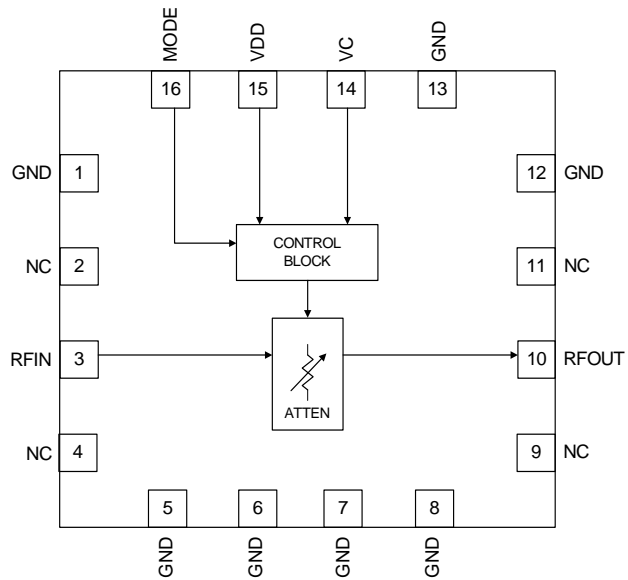 MODE
VDD
VC
GND
16
15
14
13
GND
1
12
GND
NC
2
CONTROL
BLOCK
11
NC
RFIN
3
10
RFOUT
ATTEN
NC
4
9
NC
5
6
7
8
GND
GND
GND
GND